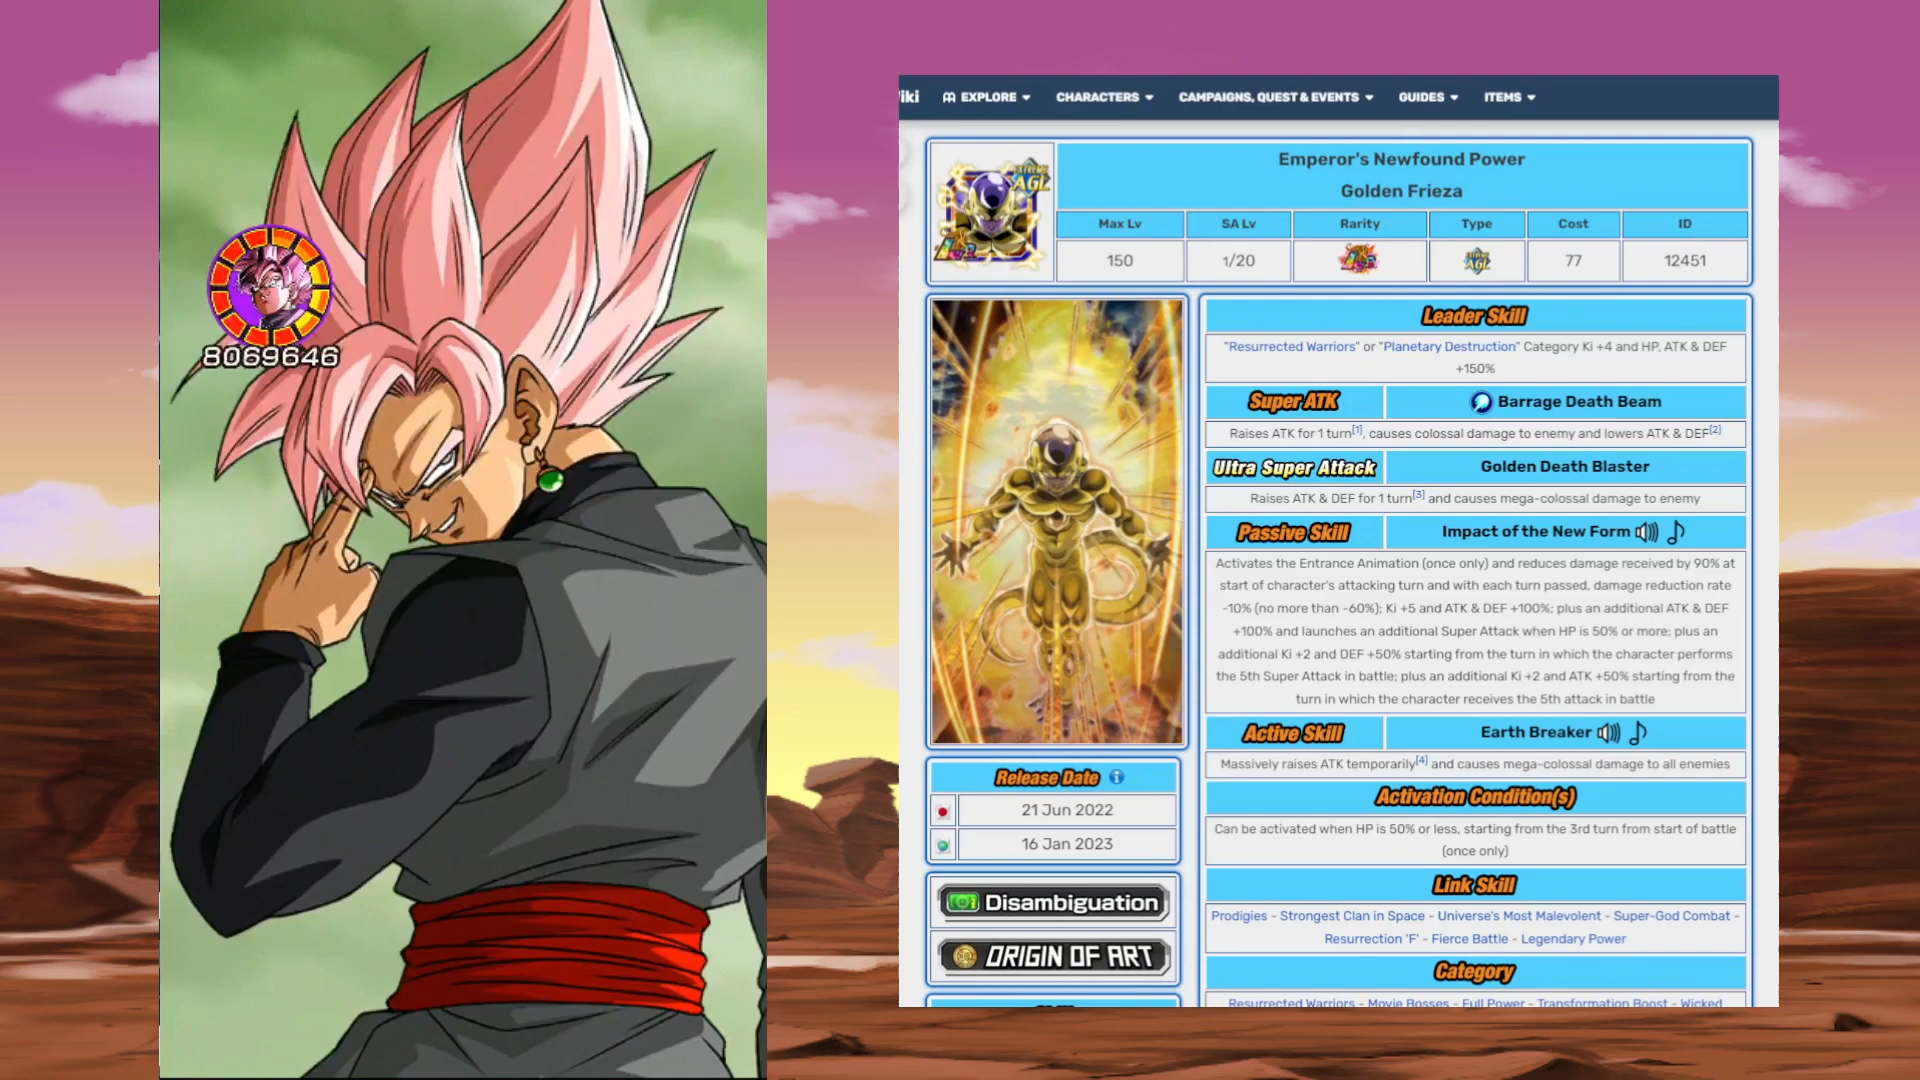 8069646
iki
EXPLORE
CHARACTERS
CAMPAIGNS, QUEST & EVENTS
GUIDES
ITEMS
EXTREME
AGL
Emperor's Newfound Power
Golden Frieza
Max Lv
SA Lv
Rarity
Type
Cost
ID
150
1/20
EXTREME
AGL
77
12451
Leader Skill
"Resurrected Warriors" or "Planetary Destruction" Category Ki +4 and HP, ATK & DEF
+150%
Super ATK
Barrage Death Beam
Raises ATK for 1 turn[1], causes colossal damage to enemy and lowers ATK & DEF[2]
Ultra Super Attack
Golden Death Blaster
Raises ATK & DEF for 1 turn[3] and causes mega-colossal damage to enemy
Passive Skill
Impact of the New Form
Activates the Entrance Animation (once only) and reduces damage received by 90% at
start of character's attacking turn and with each turn passed, damage reduction rate
-10% (no more than -60%); Ki +5 and ATK & DEF +100%; plus an additional ATK & DEF
+100% and launches an additional Super Attack when HP is 50% or more; plus an
additional Ki +2 and DEF +50% starting from the turn in which the character performs
the 5th Super Attack in battle; plus an additional Ki +2 and ATK +50% starting from the
turn in which the character receives the 5th attack in battle
Active Skill
Earth Breaker
Massively raises ATK temporarily[4] and causes mega-colossal damage to all enemies
Activation Condition(s)
Can be activated when HP is 50% or less, starting from the 3rd turn from start of battle
(once only)
Link Skill
Prodigies - Strongest Clan in Space - Universe's Most Malevolent - Super-God Combat -
Resurrection 'F' - Fierce Battle - Legendary Power
Category
Resurrected Warriors - Movie Bosses - Full Power - Transformation Boost - Wicked
Release Date
21 Jun 2022
16 Jan 2023
Disambiguation
ORIGIN OF ART